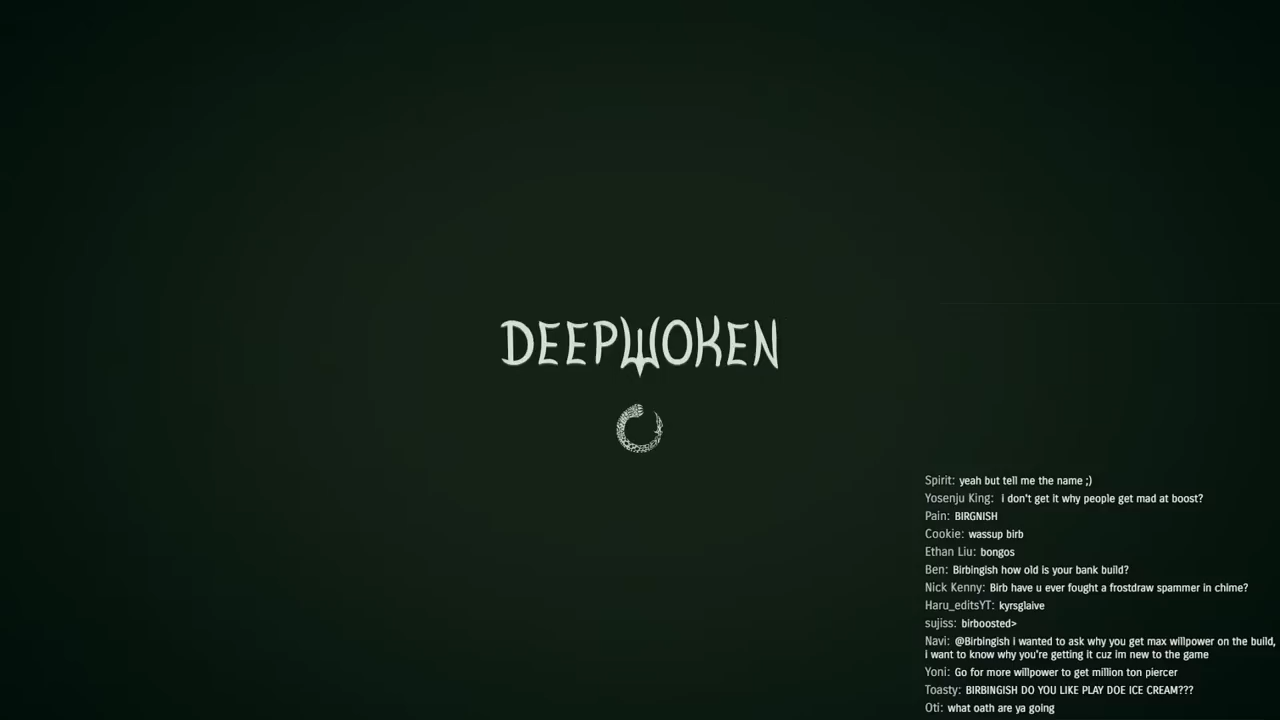 DEEPWOKEN
Spirit: yeah but tell me the name ;)
Yosenju King: i don't get it why people get mad at boost?
Pain: BIRGNISH
Cookie: wassup birb
Ethan Liu: bongos
Ben: Birbingish how old is your bank build?
Nick Kenny: Birb have u ever fought a frostdraw spammer in chime?
Haru_editsYT: kyrsglaive
sujiss: birboosted>
Navi: @Birbingish i wanted to ask why you get max willpower on the build,
i want to know why you're getting it cuz im new to the game
Yoni: Go for more willpower to get million ton piercer
Toasty: BIRBINGISH DO YOU LIKE PLAY DOE ICE CREAM???
Oti: what oath are ya going